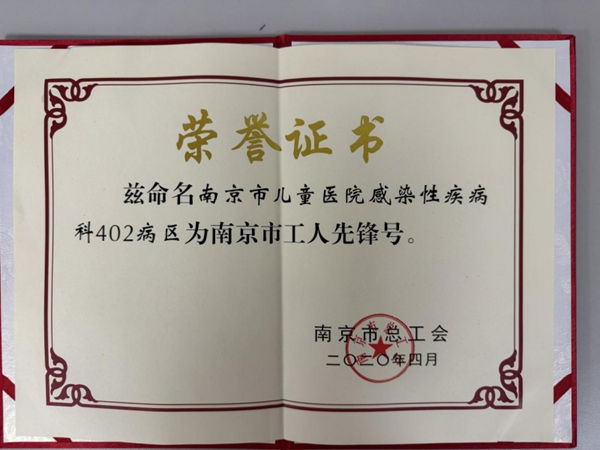 荣誉证书
兹命名南京市儿童医院感染性疾病
科402病区为南京市工人先锋号。
南京市总工会
二〇二〇年四月